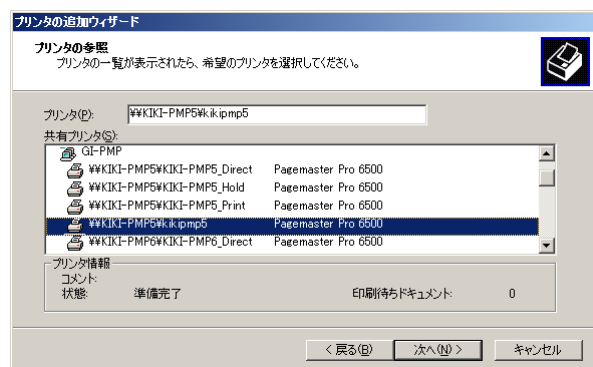 プリンタの追加ウィザード
プリンタの参照
プリンタの一覧が表示されたら、希望のプリンタを選択してください。
プリンタ(P): ¥¥KIKI-PMP5¥kikipmp5
共有プリンタ(S):
GI-PMP
¥¥KIKI-PMP5¥KIKI-PMP5_Direct Pagemaster Pro 6500
¥¥KIKI-PMP5¥KIKI-PMP5_Hold Pagemaster Pro 6500
¥¥KIKI-PMP5¥KIKI-PMP5_Print Pagemaster Pro 6500
¥¥KIKI-PMP5¥kikipmp5 Pagemaster Pro 6500
¥¥KIKI-PMP6¥KIKI-PMP6_Direct Pagemaster Pro 6500
プリンタ情報
コメント:
状態: 準備完了 印刷待ちドキュメント: 0
< 戻る(B) 次へ(N) > キャンセル